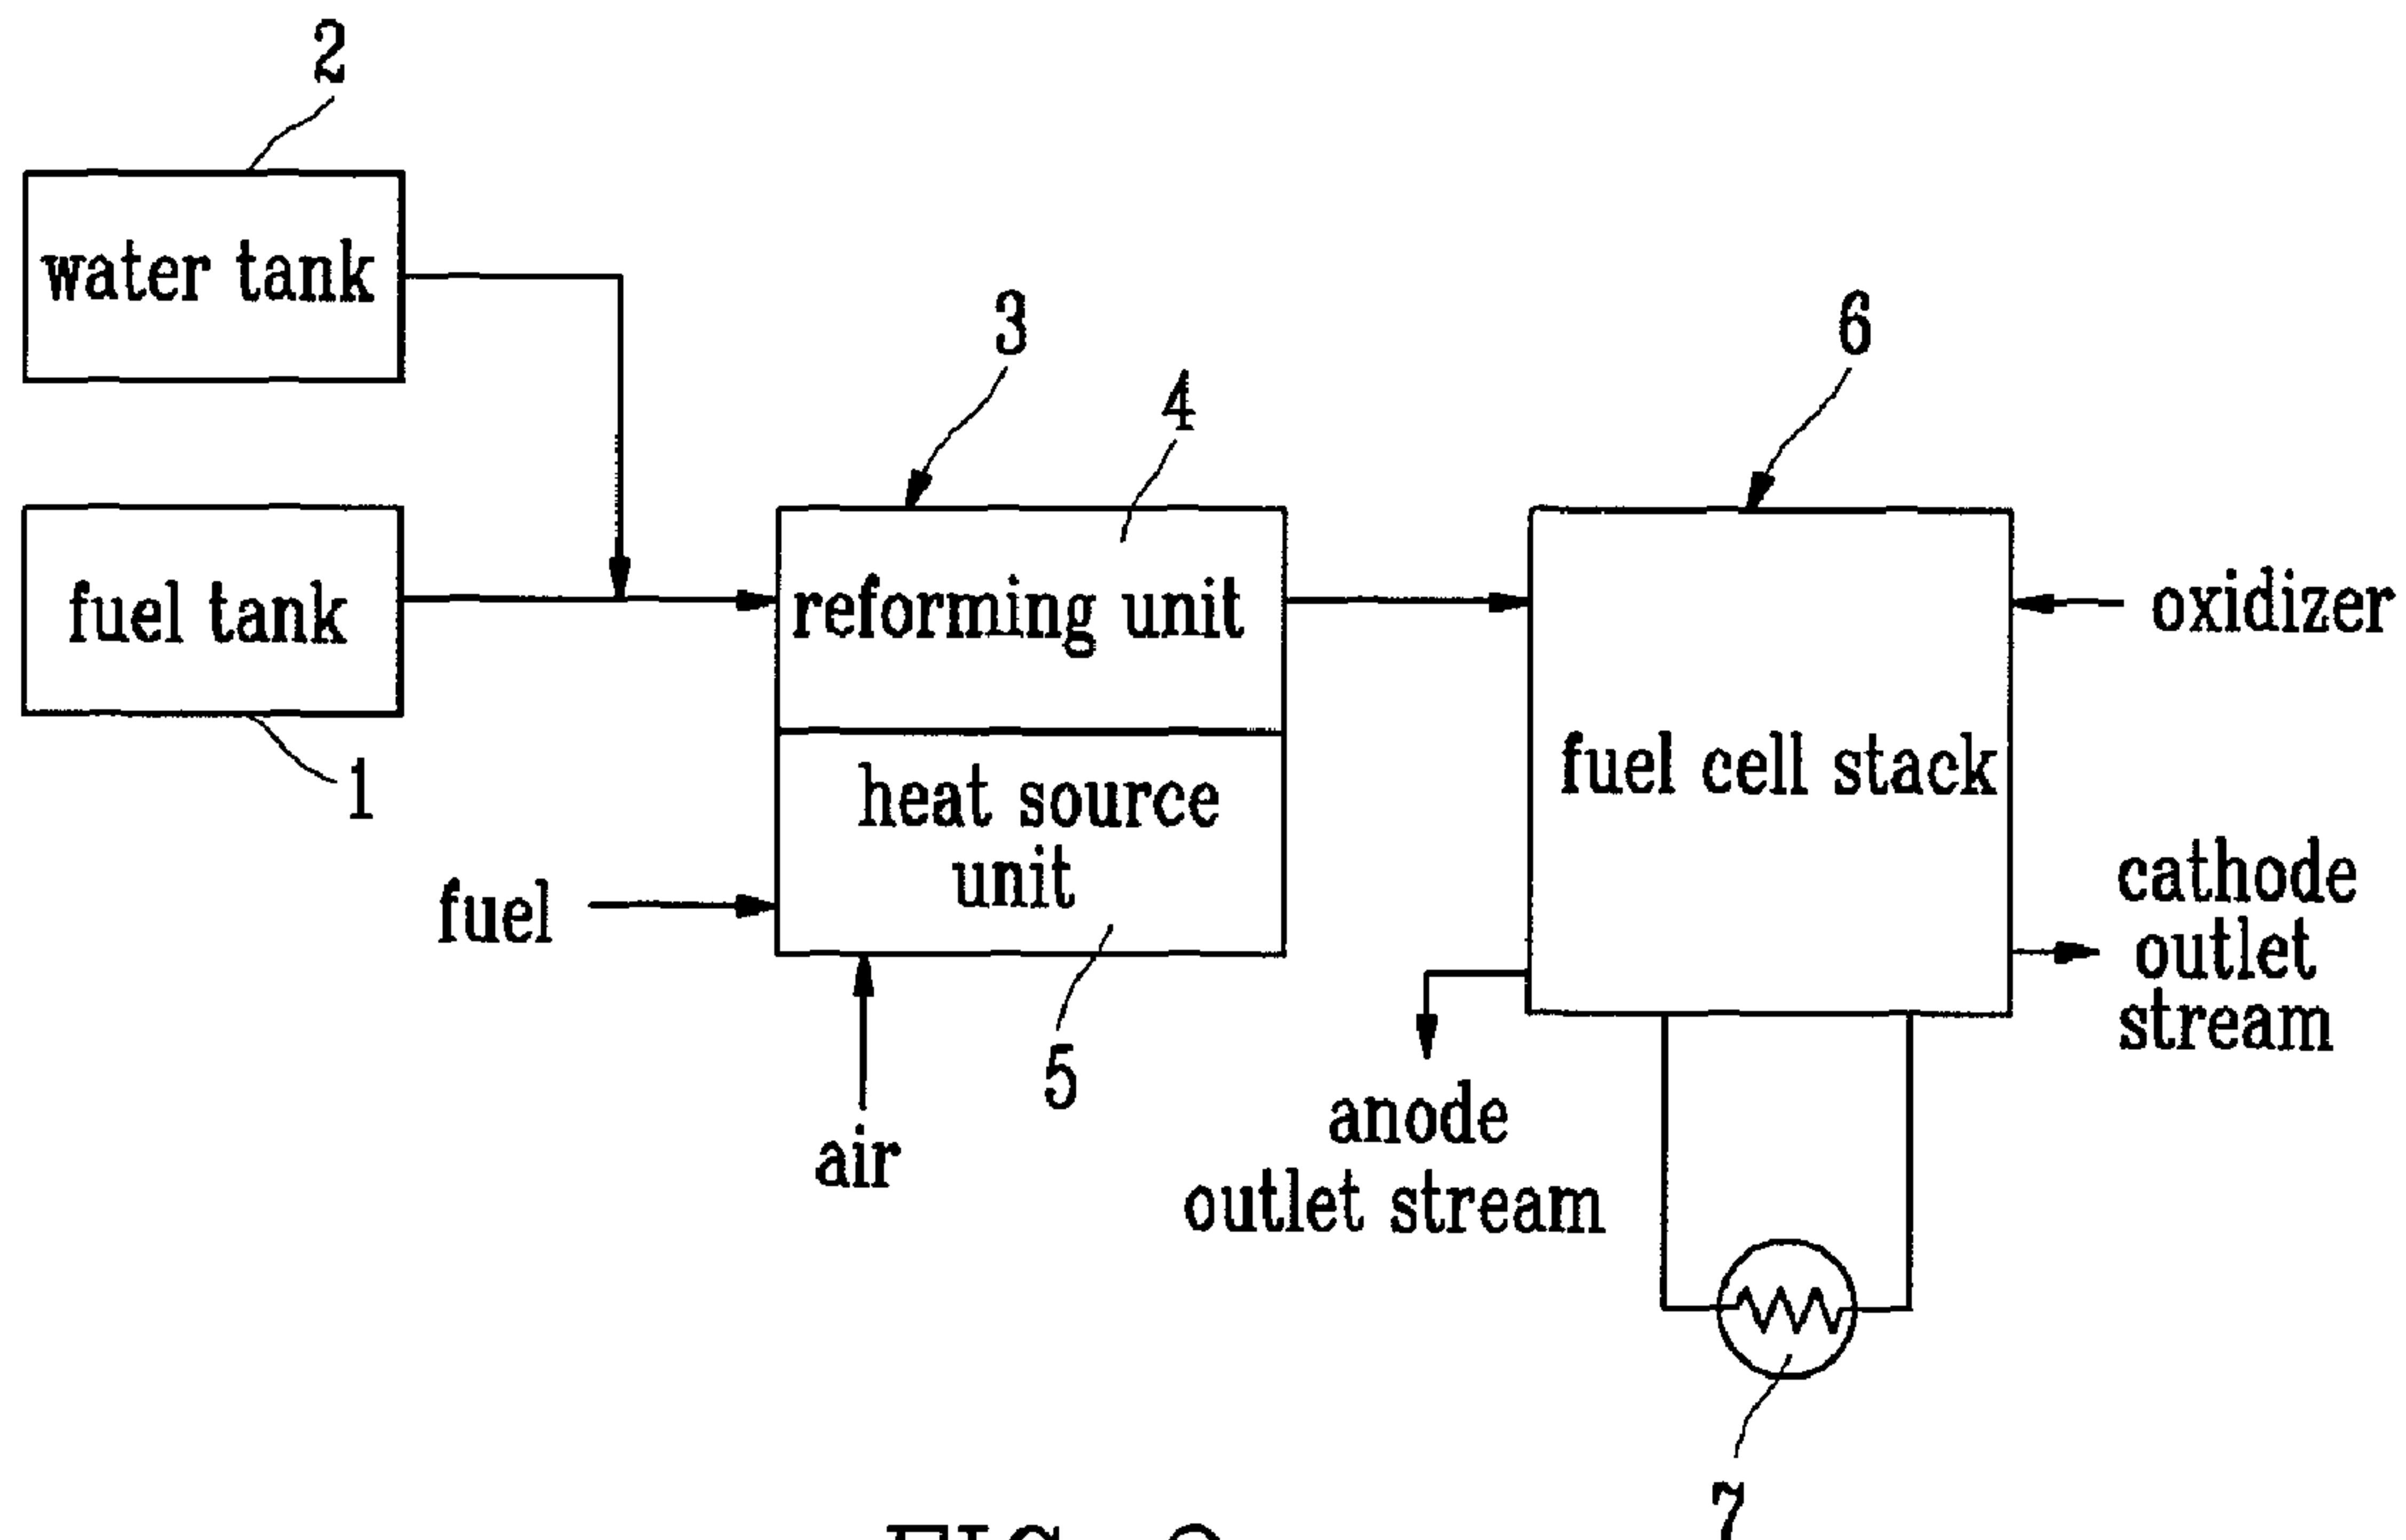 2
water tank
3
6
4
fuel tank
reforming unit
oxidizer
fuel cell stack
1
heat source
unit
fuel
cathode
outlet
stream
5
anode
outlet stream
air
7